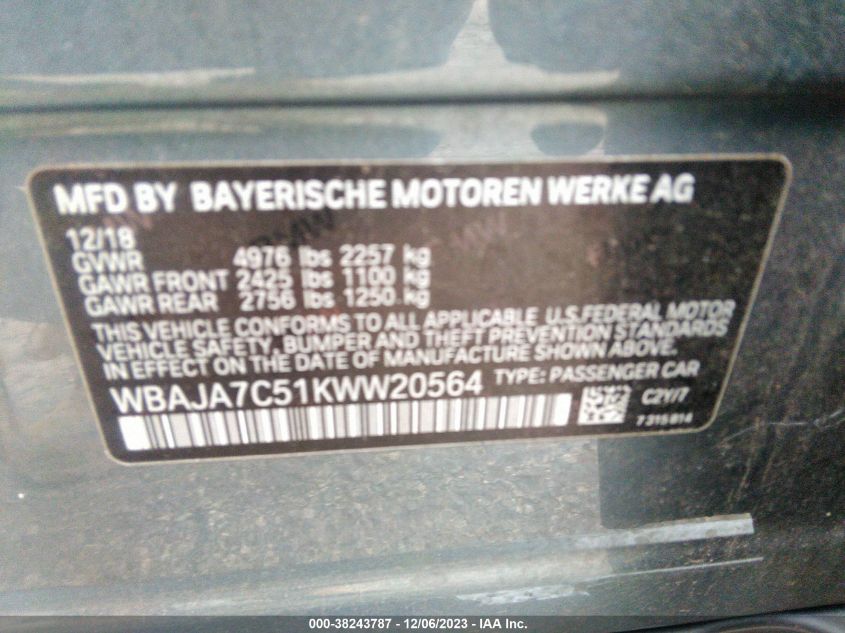 MFD BY BAYERISCHE MOTOREN WERKE AG
12/18
GVWR 4976 lbs 2257 kg
GAWR FRONT 2425 lbs 1100 kg
GAWR REAR 2756 lbs 1250 kg
THIS VEHICLE CONFORMS TO ALL APPLICABLE U.S.FEDERAL MOTOR
VEHICLE SAFETY, BUMPER AND THEFT PREVENTION STANDARDS
IN EFFECT ON THE DATE OF MANUFACTURE SHOWN ABOVE.
WBAJA7C51KWW20564 TYPE: PASSENGER CAR
C2Y/7
7315814
000-38243787 - 12/06/2023 - IAA Inc.